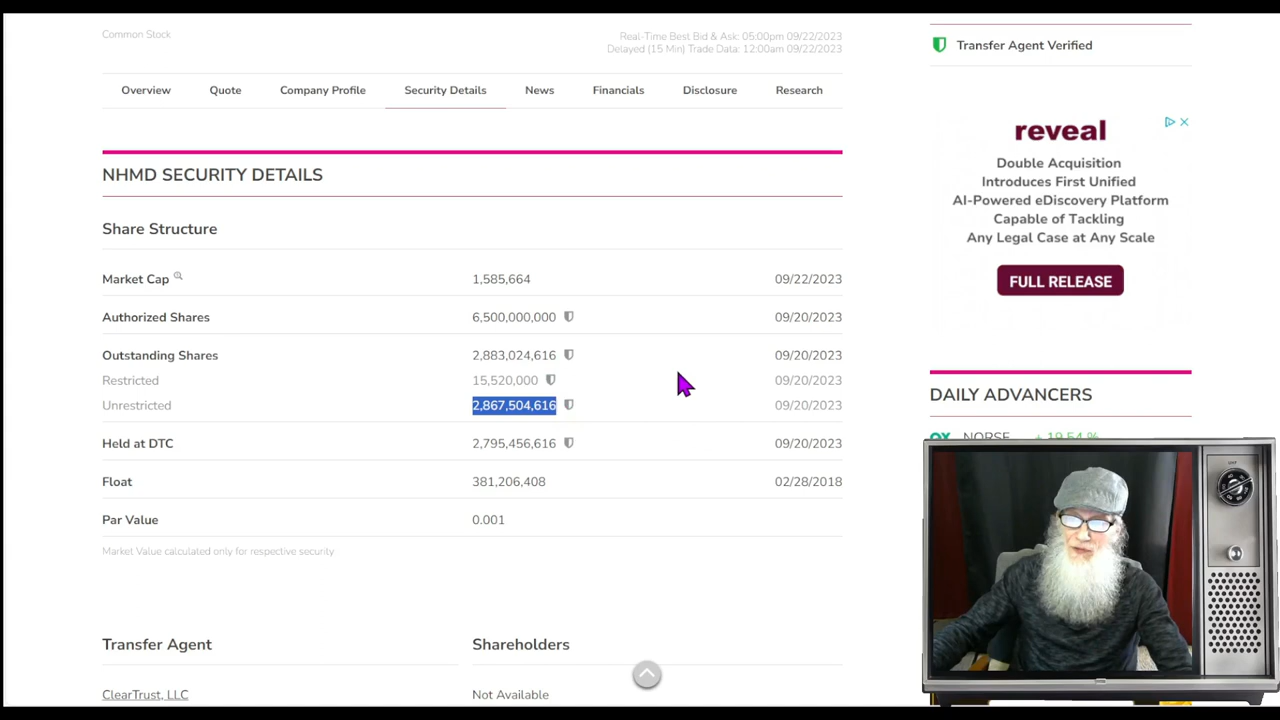 Common Stock
Real-Time Best Bid & Ask: 05:00pm 09/22/2023
Delayed (15 Min) Trade Data: 12:00am 09/22/2023
Overview Quote Company Profile Security Details News Financials Disclosure Research
NHMD SECURITY DETAILS
Share Structure
Market Cap 1,585,664 09/22/2023
Authorized Shares 6,500,000,000 09/20/2023
Outstanding Shares 2,883,024,616 09/20/2023
Restricted 15,520,000 09/20/2023
Unrestricted 2,867,504,616 09/20/2023
Held at DTC 2,795,456,616 09/20/2023
Float 381,206,408 02/28/2018
Par Value 0.001
Market Value calculated only for respective security
Transfer Agent Shareholders
ClearTrust, LLC Not Available
Transfer Agent Verified
reveal
Double Acquisition
Introduces First Unified
AI-Powered eDiscovery Platform
Capable of Tackling
Any Legal Case at Any Scale
FULL RELEASE
DAILY ADVANCERS
NORSE + 19.54 %